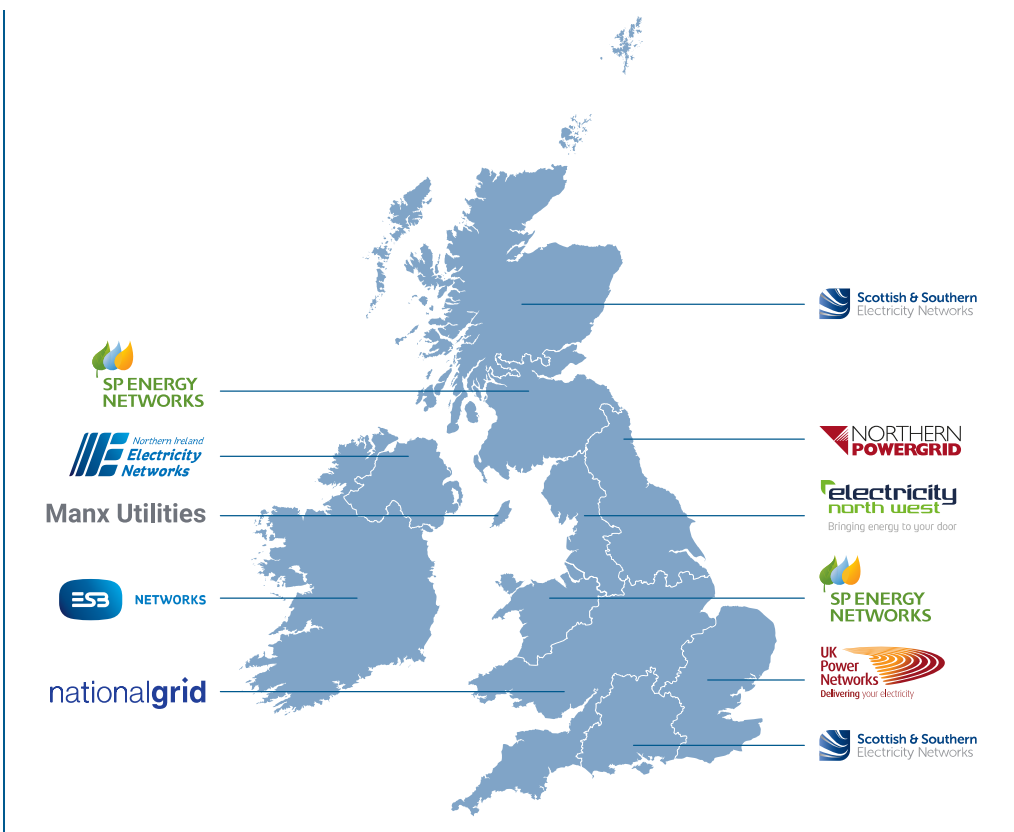 Scottish & Southern
Electricity Networks
SP ENERGY
NETWORKS
Northern Ireland
Electricity
Networks
NORTHERN
POWERGRID
Manx Utilities
electricity
north west
Bringing energy to your door
ESB
NETWORKS
SP ENERGY
NETWORKS
nationalgrid
UK
Power
Networks
Delivering your electricity
Scottish & Southern
Electricity Networks